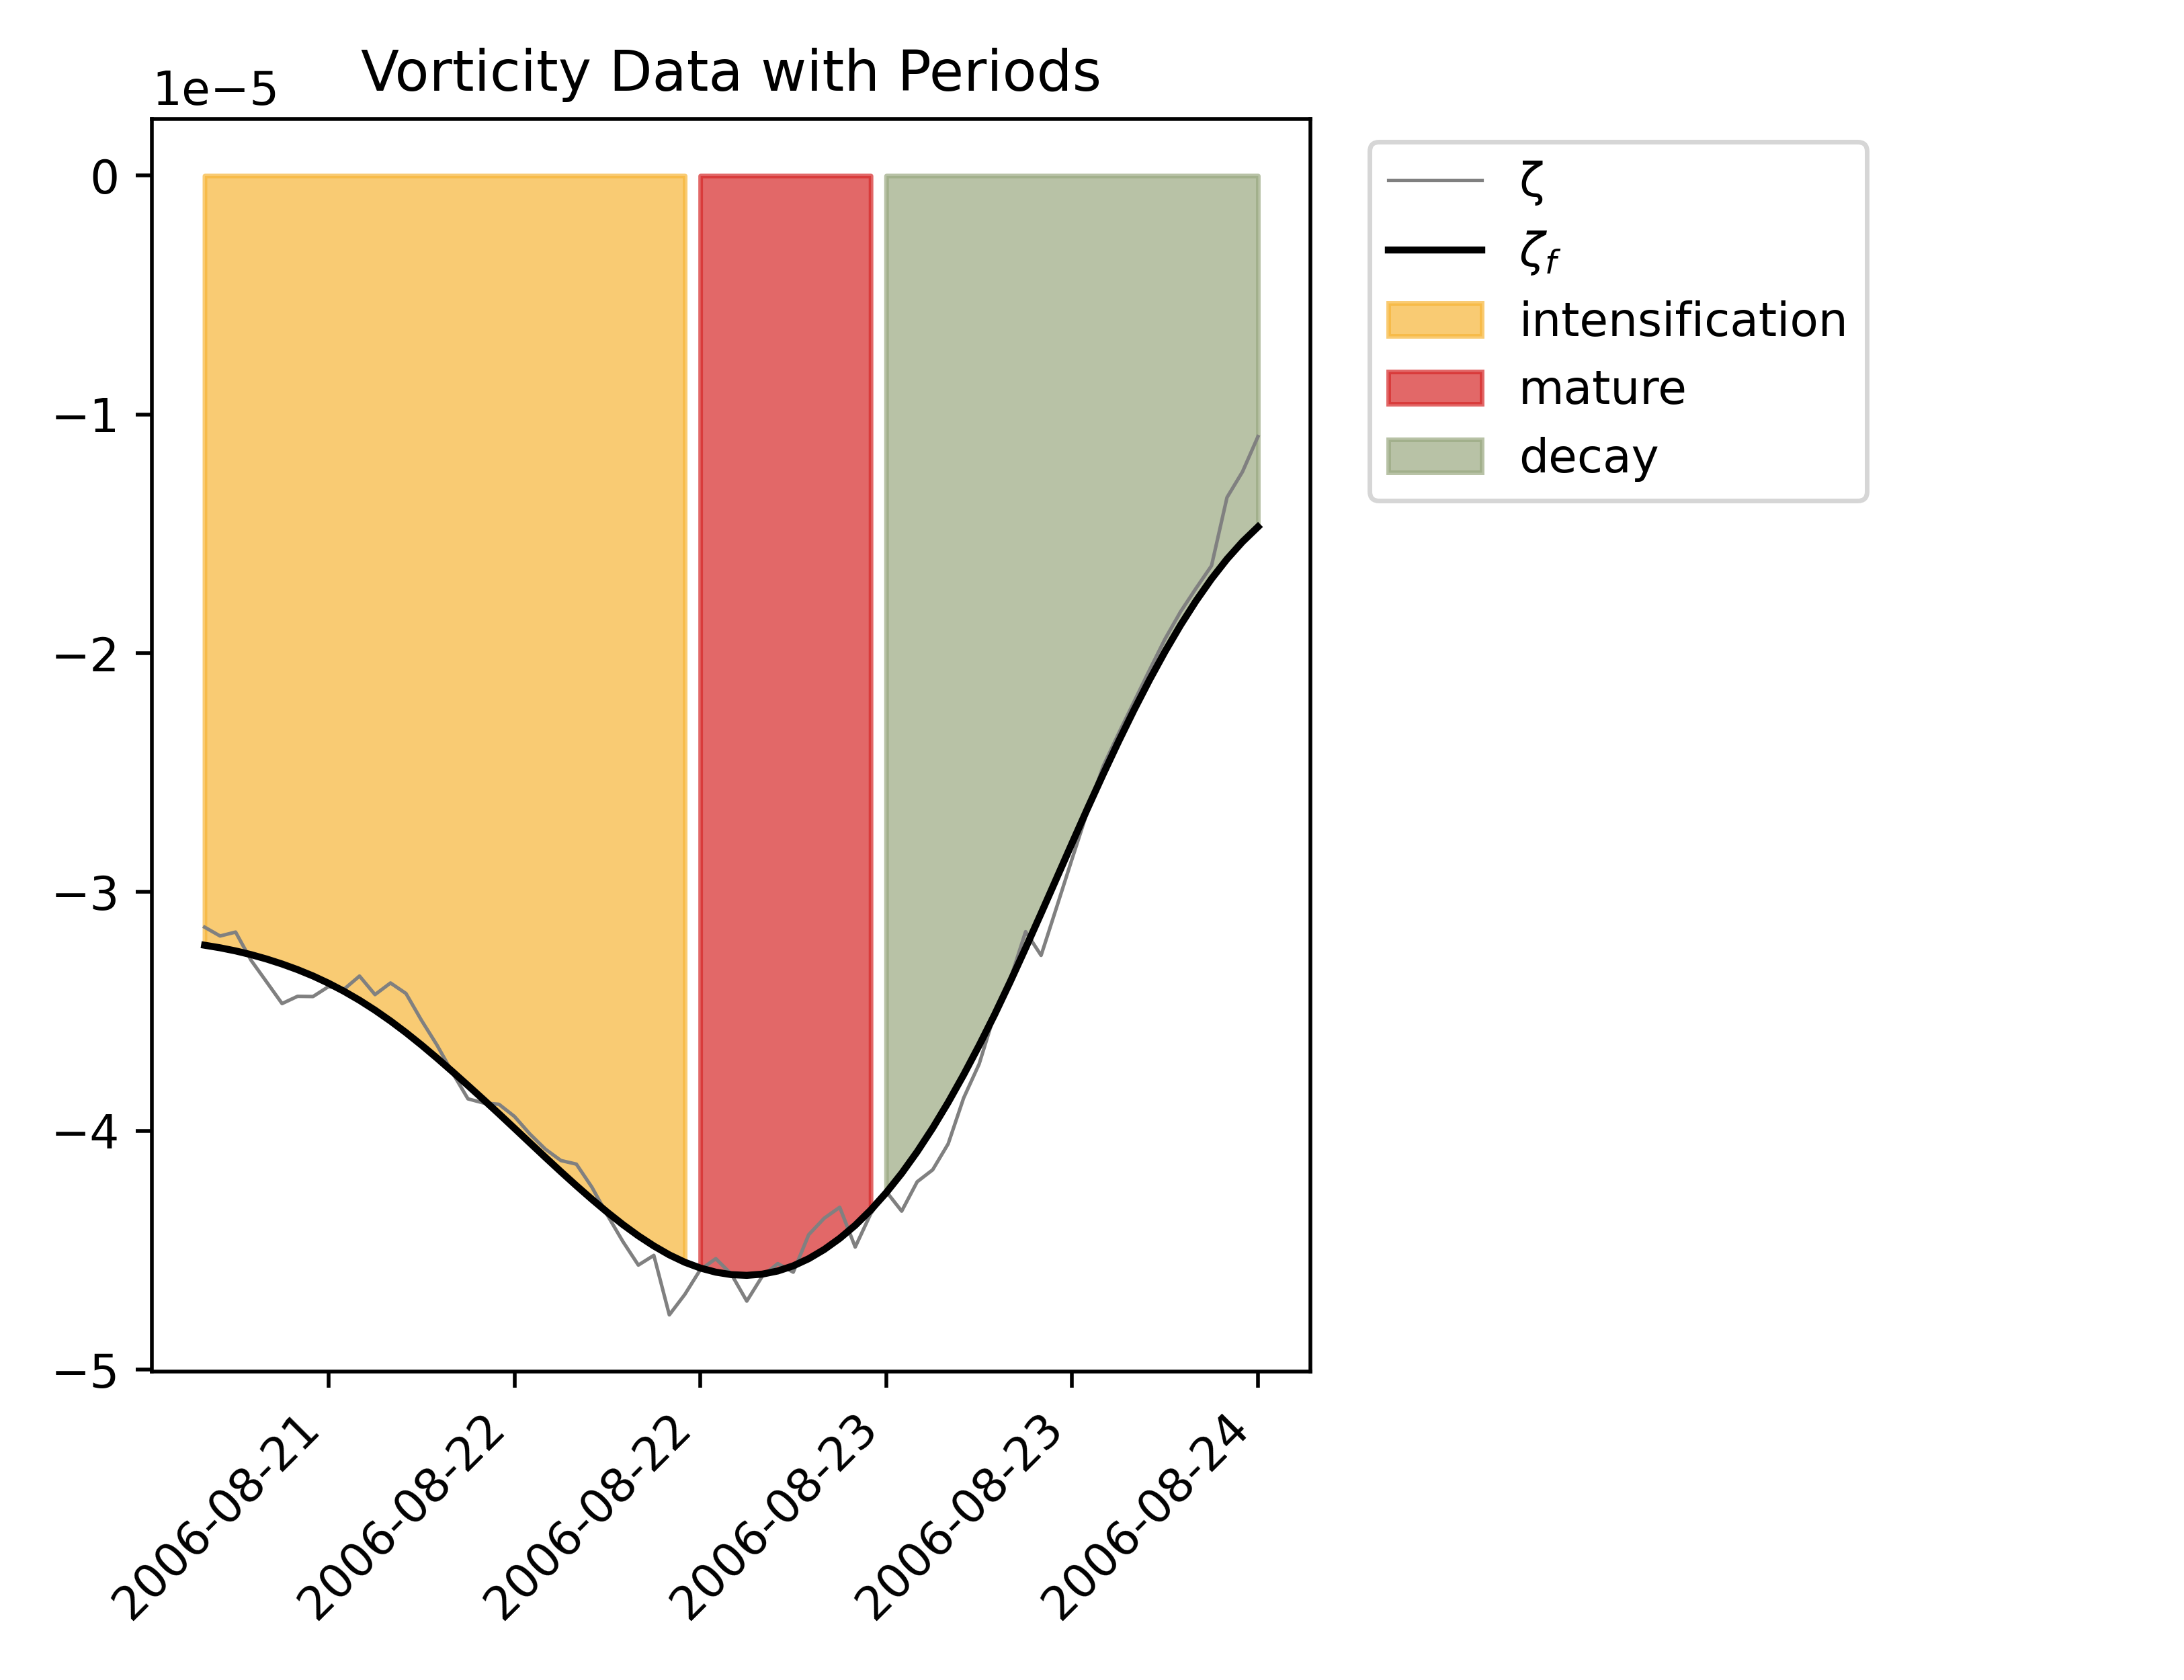 Vorticity Data with Periods
1e−5
0
−1
−2
−3
−4
−5
2006-08-21
2006-08-22
2006-08-22
2006-08-23
2006-08-23
2006-08-24
ζ
ζf
intensification
mature
decay